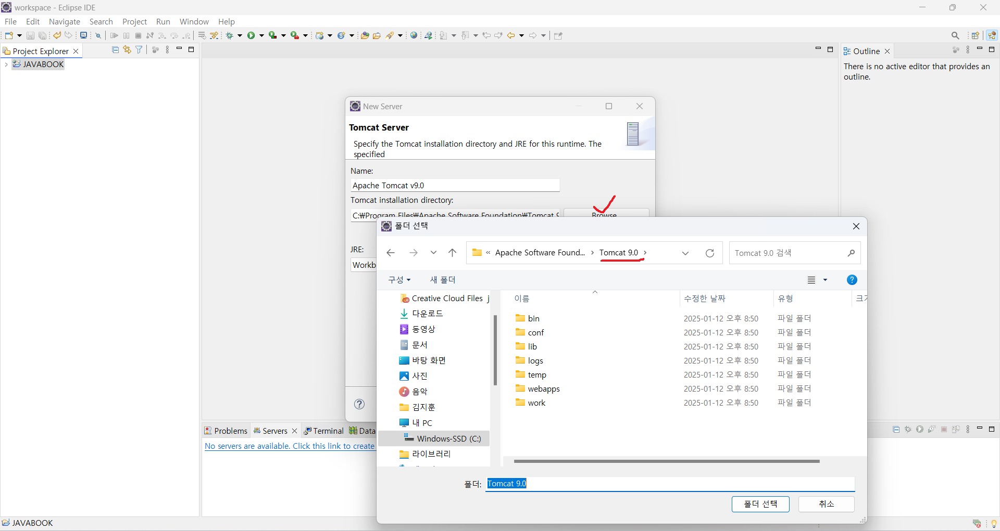 workspace - Eclipse IDE
File Edit Navigate Search Project Run Window Help
Project Explorer
JAVABOOK
Outline
There is no active editor that provides an
outline.
New Server
Tomcat Server
Specify the Tomcat installation directory and JRE for this runtime. The
specified
Name:
Apache Tomcat v9.0
Tomcat installation directory:
C:₩Program Files₩Apache Software Foundation₩Tomcat 9
Browse
JRE:
Workb
폴더 선택
« Apache Software Found... › Tomcat 9.0 ›
Tomcat 9.0 검색
구성 새 폴더
Creative Cloud Files j
다운로드
동영상
문서
바탕 화면
사진
음악
김지훈
내 PC
Windows-SSD (C:)
라이브러리
이름 수정한 날짜 유형 크기
bin 2025-01-12 오후 8:50 파일 폴더
conf 2025-01-12 오후 8:50 파일 폴더
lib 2025-01-12 오후 8:50 파일 폴더
logs 2025-01-12 오후 8:50 파일 폴더
temp 2025-01-12 오후 8:50 파일 폴더
webapps 2025-01-12 오후 8:50 파일 폴더
work 2025-01-12 오후 8:50 파일 폴더
폴더: Tomcat 9.0
폴더 선택 취소
Problems Servers Terminal Data
No servers are available. Click this link to create
JAVABOOK